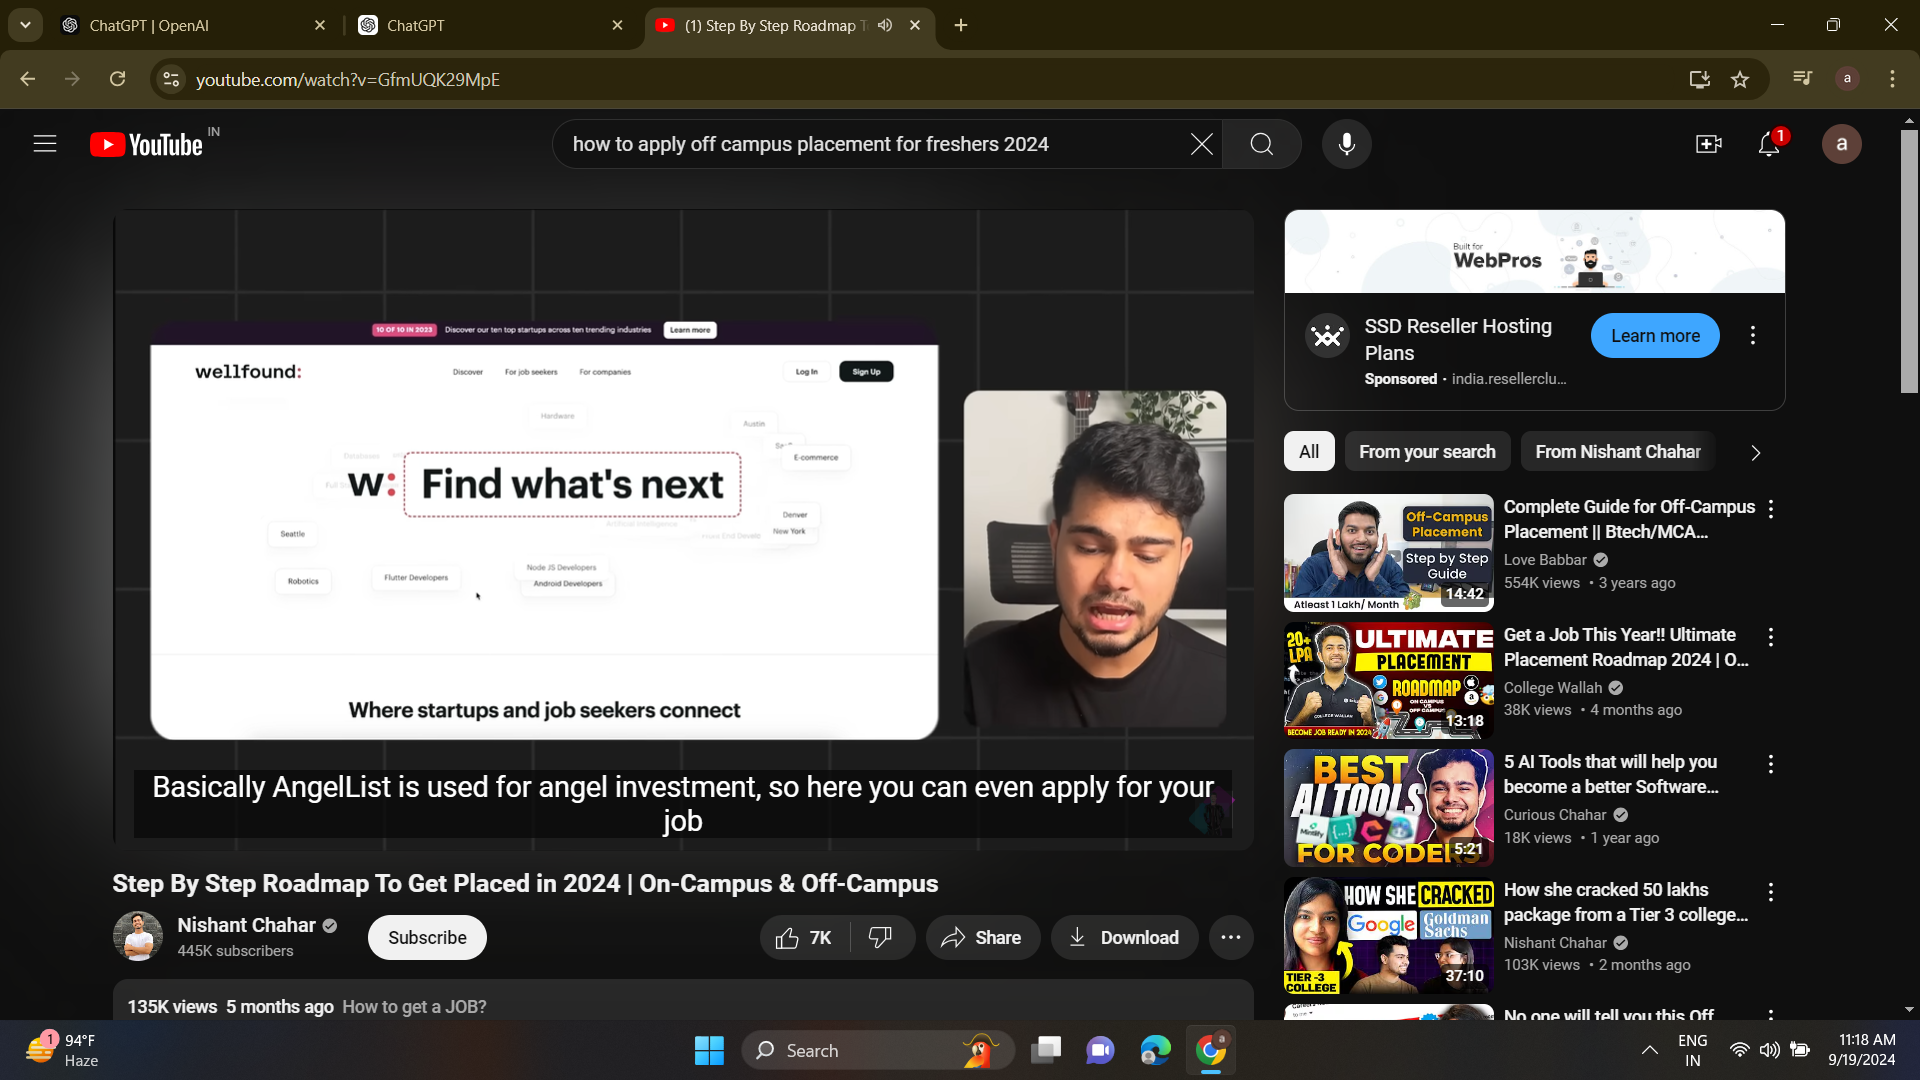 ChatGPT | OpenAI
ChatGPT
(1) Step By Step Roadmap T
youtube.com/watch?v=GfmUQK29MpE
a
YouTube
IN
how to apply off campus placement for freshers 2024
1
a
10 OF 10 IN 2023 Discover our ten top startups across ten trending industries Learn more
wellfound:
Discover For job seekers For companies
Log In Sign Up
Hardware
Austin
E-commerce
w: Find what's next
Denver
New York
Seattle
Robotics
Flutter Developers
Node JS Developers
Android Developers
Where startups and job seekers connect
Basically AngelList is used for angel investment, so here you can even apply for your
job
Step By Step Roadmap To Get Placed in 2024 | On-Campus & Off-Campus
Nishant Chahar
445K subscribers
Subscribe
7K
Share
Download
135K views 5 months ago How to get a JOB?
Built for
WebPros
SSD Reseller Hosting
Plans
Sponsored · india.resellerclu...
Learn more
All
From your search
From Nishant Chahar
Off-Campus
Placement
Step by Step
Guide
14:42
Atleast 1 Lakh/ Month
Complete Guide for Off-Campus
Placement || Btech/MCA...
Love Babbar
554K views • 3 years ago
20+
LPA
ULTIMATE
PLACEMENT
ROADMAP
ON CAMPUS
VS
OFF CAMPUS
COLLEGE WALLAH
13:18
BECOME JOB READY IN 2024
Get a Job This Year!! Ultimate
Placement Roadmap 2024 | O...
College Wallah
38K views • 4 months ago
BEST
AI TOOLS
Mintlify
FOR CODERS
5:21
5 AI Tools that will help you
become a better Software...
Curious Chahar
18K views • 1 year ago
HOW SHE CRACKED
Google
Goldman
Sachs
TIER -3
COLLEGE
37:10
How she cracked 50 lakhs
package from a Tier 3 college...
Nishant Chahar
103K views • 2 months ago
No one will tell you this Off
1
94°F
Haze
Search
ENG
IN
11:18 AM
9/19/2024